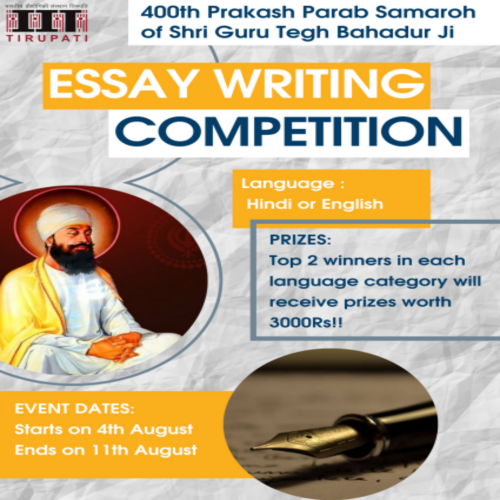 TIRUPATI
400th Prakash Parab Samaroh
of Shri Guru Tegh Bahadur Ji
ESSAY WRITING
COMPETITION
Language :
Hindi or English
PRIZES:
Top 2 winners in each
language category will
receive prizes worth
3000Rs!!
EVENT DATES:
Starts on 4th August
Ends on 11th August